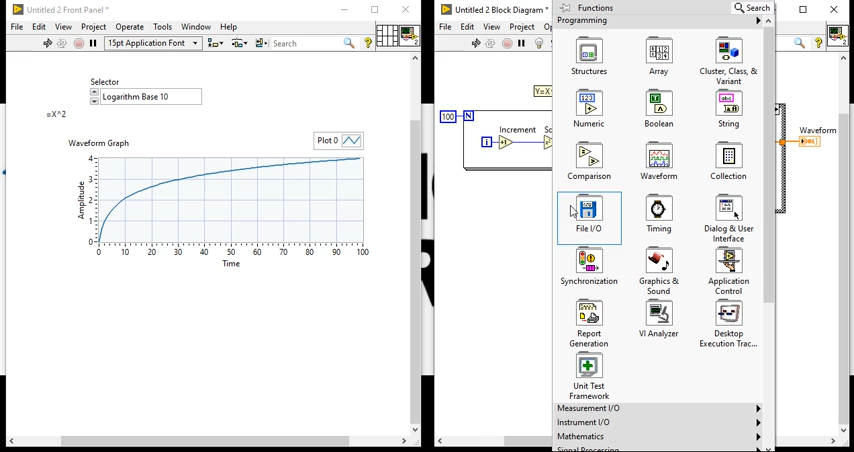 Untitled 2 Front Panel *
File Edit View Project Operate Tools Window Help
15pt Application Font
Search
Selector
Logarithm Base 10
=X^2
Waveform Graph
Plot 0
Amplitude
4
3
2
1
0
0 10 20 30 40 50 60 70 80 90 100
Time
Untitled 2 Block Diagram *
File Edit View Project
100
N
i
Increment
Waveform
Functions
Search
Programming
Structures
Array
Cluster, Class, & Variant
Numeric
Boolean
String
Comparison
Waveform
Collection
File I/O
Timing
Dialog & User Interface
Synchronization
Graphics & Sound
Application Control
Report Generation
VI Analyzer
Desktop Execution Trac...
Unit Test Framework
Measurement I/O
Instrument I/O
Mathematics
Signal Processing